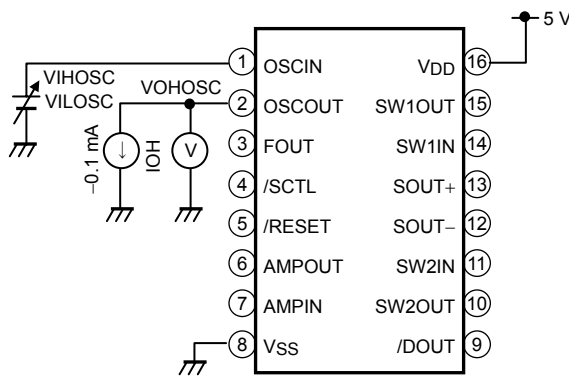 5 V
VIHOSC
VILOSC
VOHOSC
−0.1 mA
↓
IOH
V
1 OSCIN
2 OSCOUT
3 FOUT
4 /SCTL
5 /RESET
6 AMPOUT
7 AMPIN
8 VSS
VDD 16
SW1OUT 15
SW1IN 14
SOUT+ 13
SOUT− 12
SW2IN 11
SW2OUT 10
/DOUT 9